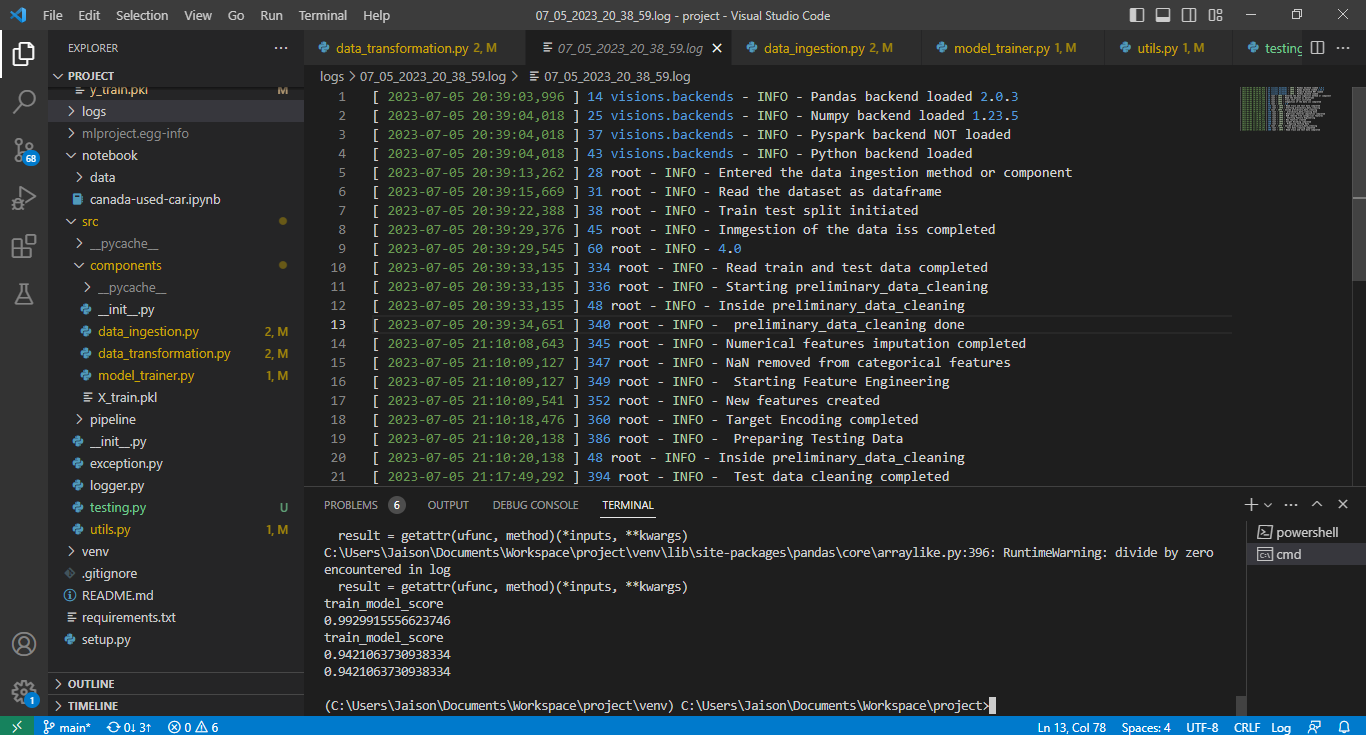 File Edit Selection View Go Run Terminal Help 07_05_2023_20_38_59.log - project - Visual Studio Code
EXPLORER
data_transformation.py 2, M 07_05_2023_20_38_59.log data_ingestion.py 2, M model_trainer.py 1, M utils.py 1, M testing
logs > 07_05_2023_20_38_59.log > 07_05_2023_20_38_59.log
PROJECT
y_train.pkl M
logs
mlproject.egg-info
notebook
data
canada-used-car.ipynb
src
__pycache__
components
__pycache__
__init__.py
data_ingestion.py 2, M
data_transformation.py 2, M
model_trainer.py 1, M
X_train.pkl
pipeline
__init__.py
exception.py
logger.py
testing.py U
utils.py 1, M
venv
.gitignore
README.md
requirements.txt
setup.py
OUTLINE
TIMELINE
68
1
1 [ 2023-07-05 20:39:03,996 ] 14 visions.backends - INFO - Pandas backend loaded 2.0.3
2 [ 2023-07-05 20:39:04,018 ] 25 visions.backends - INFO - Numpy backend loaded 1.23.5
3 [ 2023-07-05 20:39:04,018 ] 37 visions.backends - INFO - Pyspark backend NOT loaded
4 [ 2023-07-05 20:39:04,018 ] 43 visions.backends - INFO - Python backend loaded
5 [ 2023-07-05 20:39:13,262 ] 28 root - INFO - Entered the data ingestion method or component
6 [ 2023-07-05 20:39:15,669 ] 31 root - INFO - Read the dataset as dataframe
7 [ 2023-07-05 20:39:22,388 ] 38 root - INFO - Train test split initiated
8 [ 2023-07-05 20:39:29,376 ] 45 root - INFO - Inmgestion of the data iss completed
9 [ 2023-07-05 20:39:29,545 ] 60 root - INFO - 4.0
10 [ 2023-07-05 20:39:33,135 ] 334 root - INFO - Read train and test data completed
11 [ 2023-07-05 20:39:33,135 ] 336 root - INFO - Starting preliminary_data_cleaning
12 [ 2023-07-05 20:39:33,135 ] 48 root - INFO - Inside preliminary_data_cleaning
13 [ 2023-07-05 20:39:34,651 ] 340 root - INFO -  preliminary_data_cleaning done
14 [ 2023-07-05 21:10:08,643 ] 345 root - INFO - Numerical features imputation completed
15 [ 2023-07-05 21:10:09,127 ] 347 root - INFO - NaN removed from categorical features
16 [ 2023-07-05 21:10:09,127 ] 349 root - INFO -  Starting Feature Engineering
17 [ 2023-07-05 21:10:09,541 ] 352 root - INFO - New features created
18 [ 2023-07-05 21:10:18,476 ] 360 root - INFO - Target Encoding completed
19 [ 2023-07-05 21:10:20,138 ] 386 root - INFO -  Preparing Testing Data
20 [ 2023-07-05 21:10:20,138 ] 48 root - INFO - Inside preliminary_data_cleaning
21 [ 2023-07-05 21:17:49,292 ] 394 root - INFO -  Test data cleaning completed
PROBLEMS 6 OUTPUT DEBUG CONSOLE TERMINAL
result = getattr(ufunc, method)(*inputs, **kwargs)
C:\Users\Jaison\Documents\Workspace\project\venv\lib\site-packages\pandas\core\arraylike.py:396: RuntimeWarning: divide by zero
encountered in log
result = getattr(ufunc, method)(*inputs, **kwargs)
train_model_score
0.9929915556623746
train_model_score
0.9421063730938334
0.9421063730938334
(C:\Users\Jaison\Documents\Workspace\project\venv) C:\Users\Jaison\Documents\Workspace\project>
powershell
cmd
main* 0↓ 3↑ 0 6 Ln 13, Col 78 Spaces: 4 UTF-8 CRLF Log